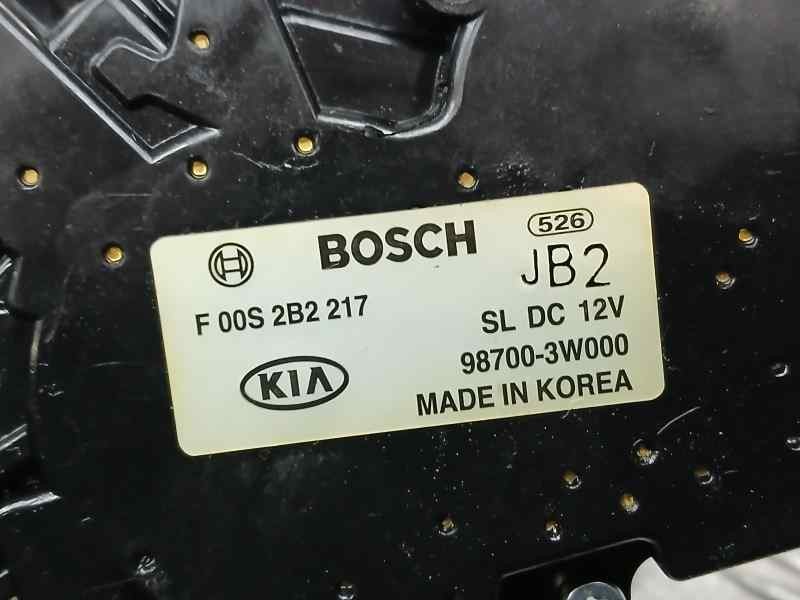 BOSCH
526
JB2
F 00S 2B2 217
SL DC 12V
KIA
98700-3W000
MADE IN KOREA